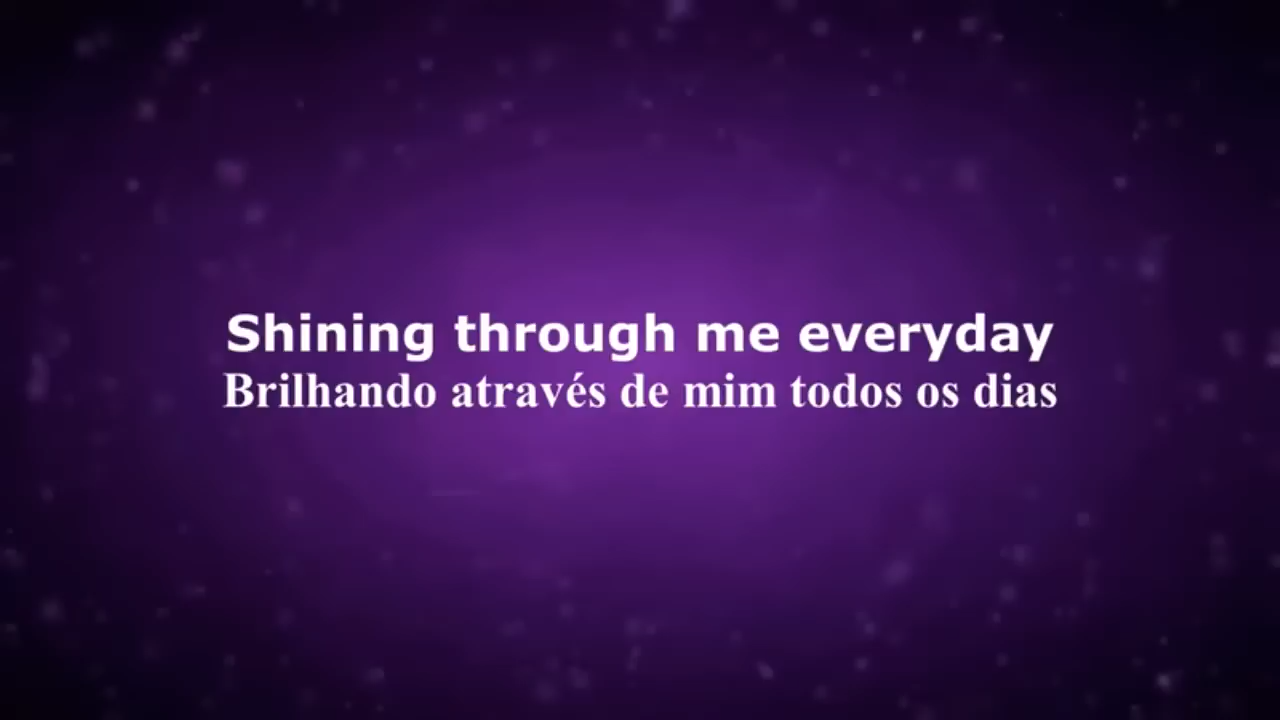 Shining through me everyday
Brilhando através de mim todos os dias